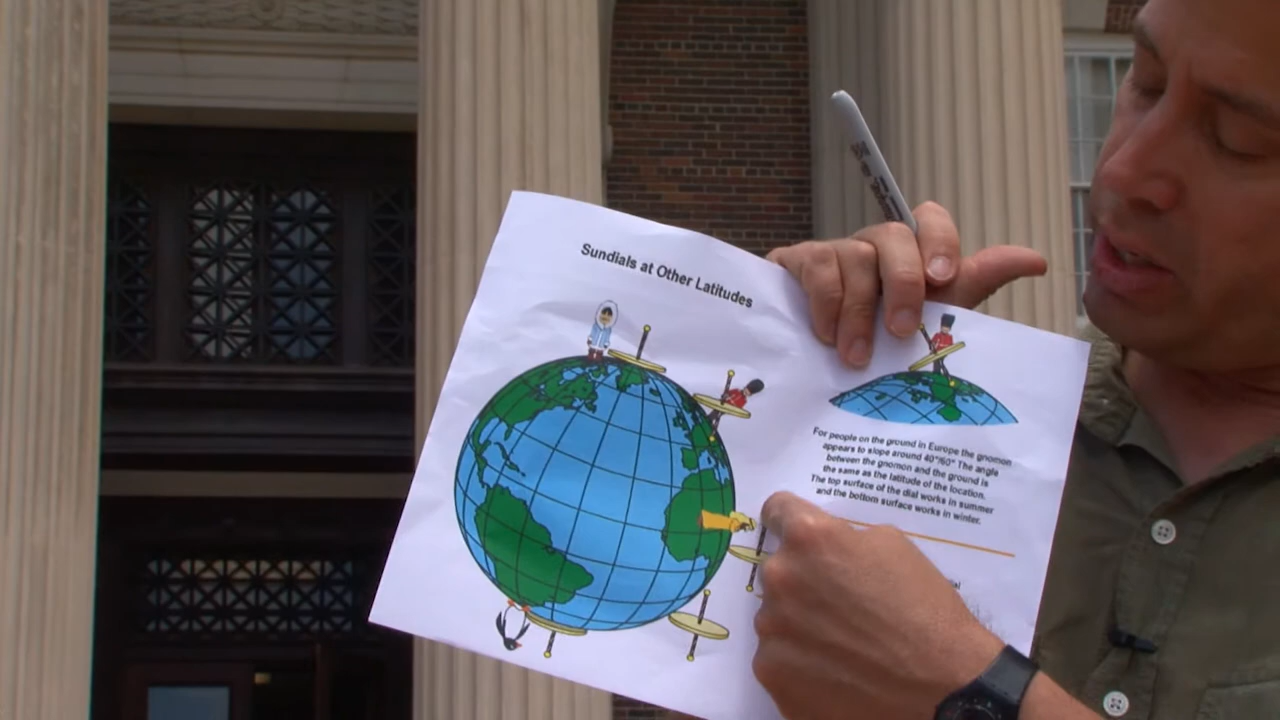 Sundials at Other Latitudes
For people on the ground in Europe the gnomon
appears to slope around 40°/60° The angle
between the gnomon and the ground is
the same as the latitude of the location.
The top surface of the dial works in summer
and the bottom surface works in winter.